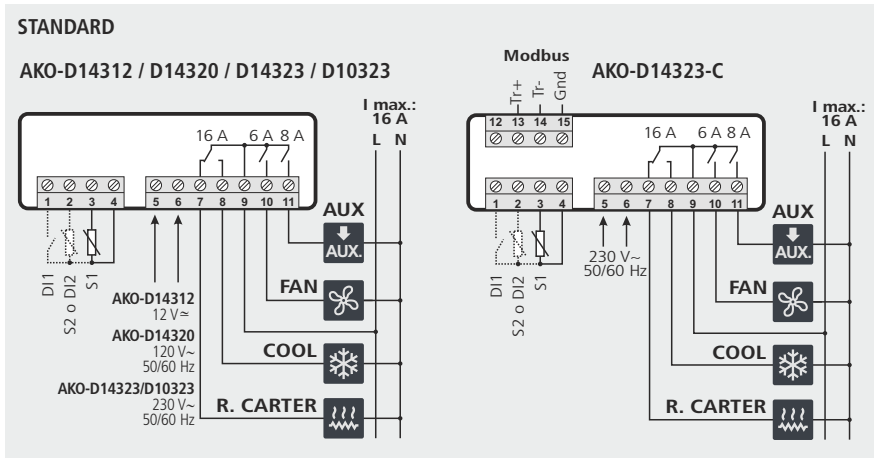 STANDARD
AKO-D14312 / D14320 / D14323 / D10323
I max.:
16 A
L N
16 A 6 A 8 A
1 2 3 4 5 6 7 8 9 10 11
DI1
S2 o DI2
S1
AKO-D14312
12 V≂
AKO-D14320
120 V~
50/60 Hz
AKO-D14323/D10323
230 V~
50/60 Hz
AUX
AUX.
FAN
COOL
R. CARTER
Modbus
AKO-D14323-C
Tr+
Tr-
Gnd
I max.:
16 A
L N
12 13 14 15
16 A 6 A 8 A
1 2 3 4 5 6 7 8 9 10 11
DI1
S2 o DI2
S1
230 V~
50/60 Hz
AUX
AUX.
FAN
COOL
R. CARTER